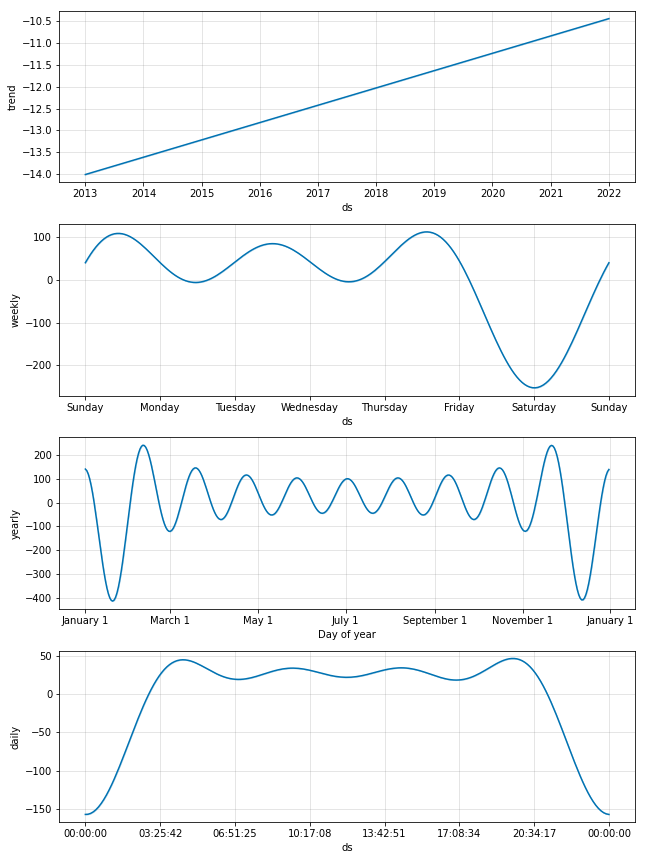 trend
−10.5
−11.0
−11.5
−12.0
−12.5
−13.0
−13.5
−14.0
2013 2014 2015 2016 2017 2018 2019 2020 2021 2022
ds
weekly
100
0
−100
−200
Sunday Monday Tuesday Wednesday Thursday Friday Saturday Sunday
ds
yearly
200
100
0
−100
−200
−300
−400
January 1 March 1 May 1 July 1 September 1 November 1 January 1
Day of year
daily
50
0
−50
−100
−150
00:00:00 03:25:42 06:51:25 10:17:08 13:42:51 17:08:34 20:34:17 00:00:00
ds